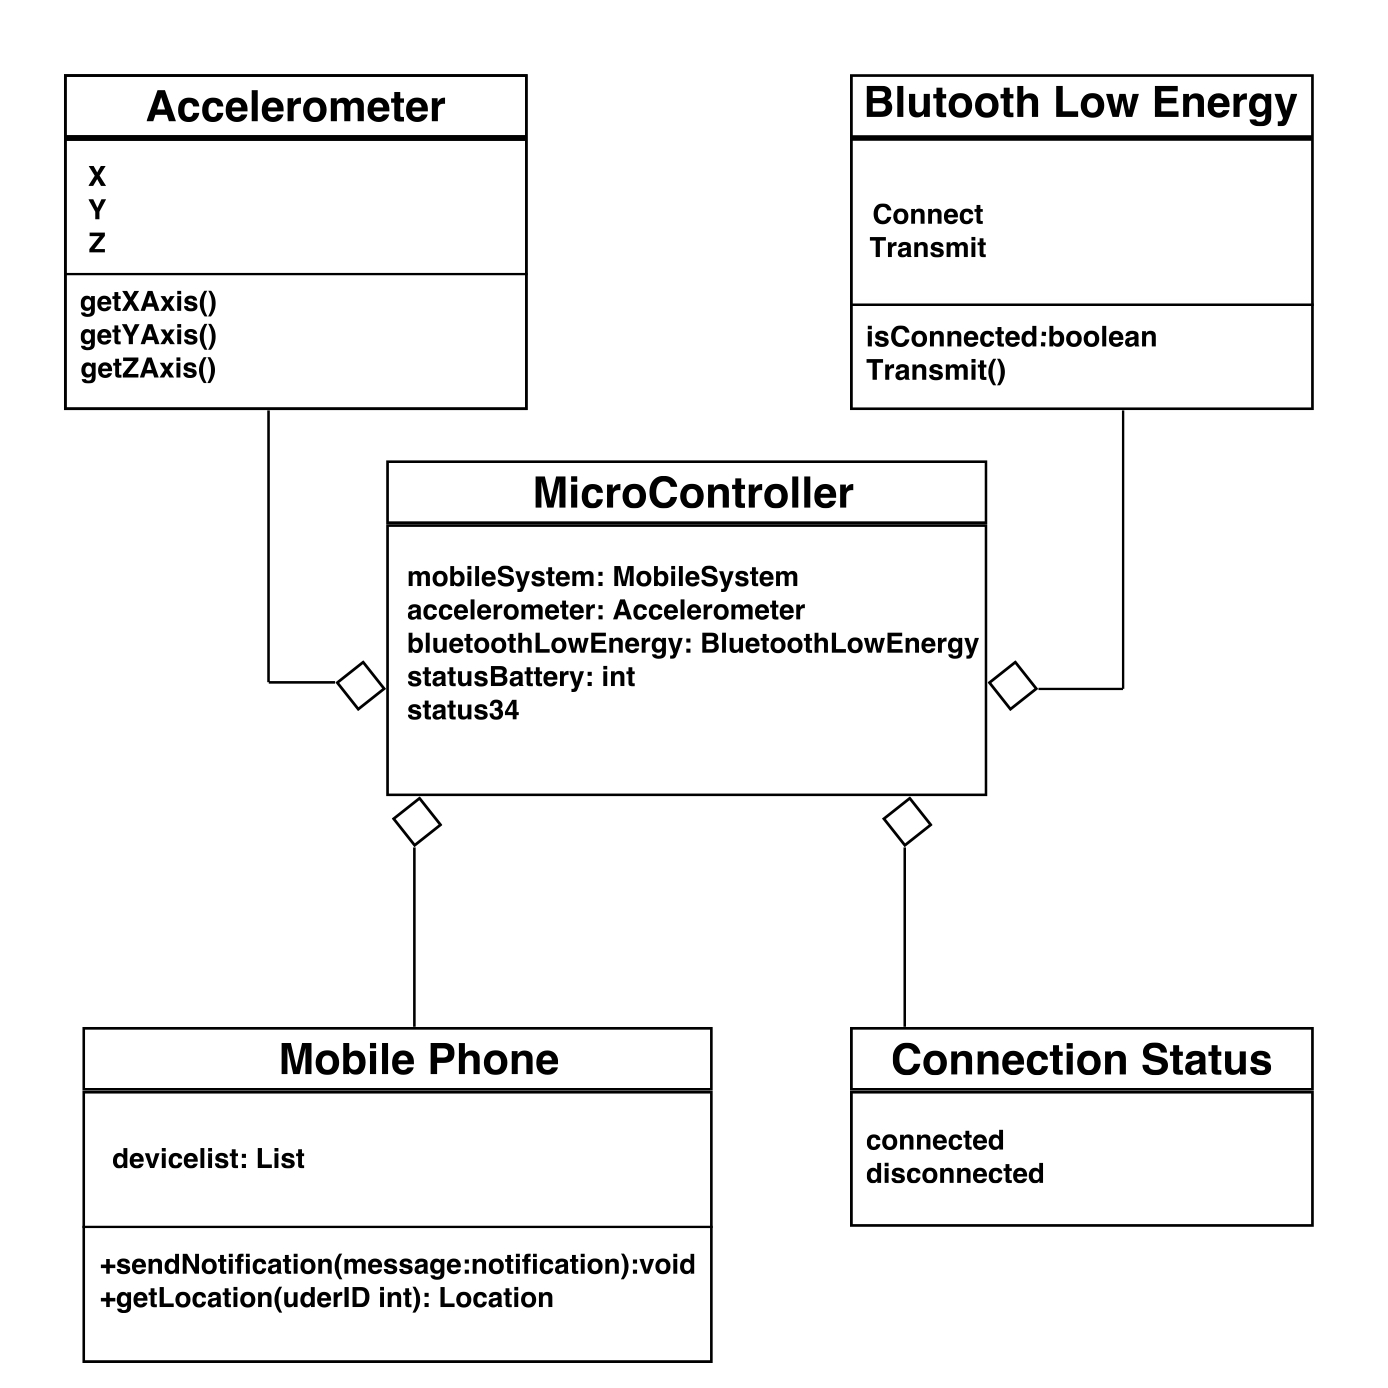 Accelerometer
X
Y
Z
getXAxis()
getYAxis()
getZAxis()
Blutooth Low Energy
Connect
Transmit
isConnected:boolean
Transmit()
MicroController
mobileSystem: MobileSystem
accelerometer: Accelerometer
bluetoothLowEnergy: BluetoothLowEnergy
statusBattery: int
status34
Mobile Phone
devicelist: List
+sendNotification(message:notification):void
+getLocation(uderID int): Location
Connection Status
connected
disconnected